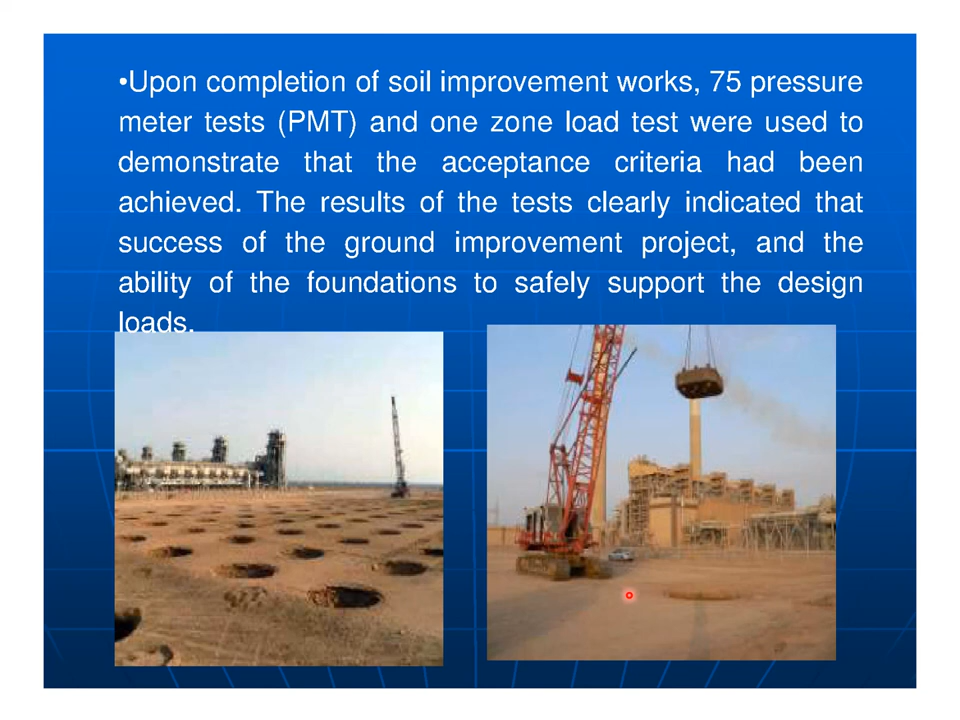 •Upon completion of soil improvement works, 75 pressure
meter tests (PMT) and one zone load test were used to
demonstrate that the acceptance criteria had been
achieved. The results of the tests clearly indicated that
success of the ground improvement project, and the
ability of the foundations to safely support the design
loads.